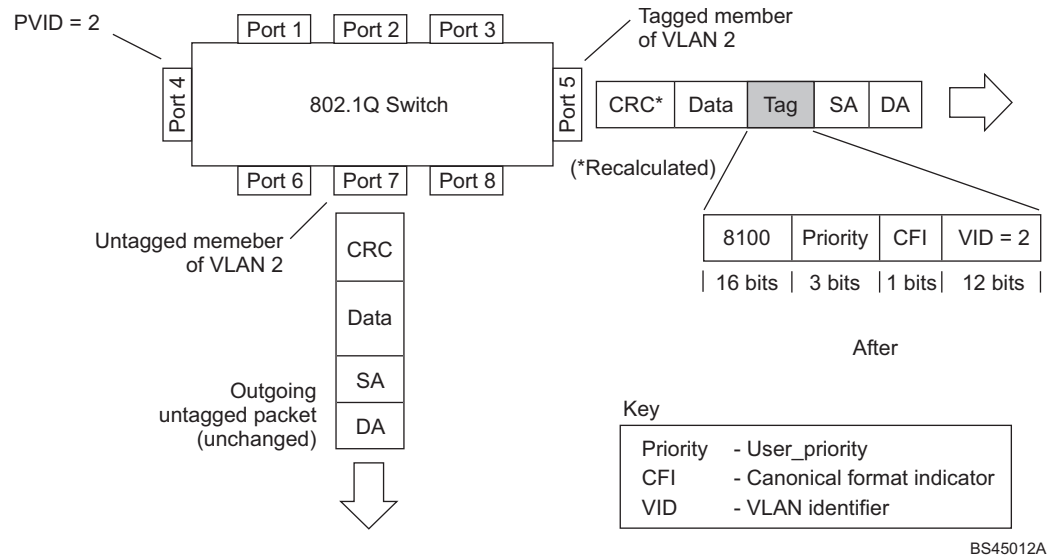 PVID = 2
Port 1
Port 2
Port 3
Tagged member
of VLAN 2
Port 4
802.1Q Switch
Port 5
CRC*
Data
Tag
SA
DA
(*Recalculated)
Port 6
Port 7
Port 8
Untagged memeber
of VLAN 2
8100
Priority
CFI
VID = 2
16 bits
3 bits
1 bits
12 bits
CRC
Data
SA
DA
Outgoing
untagged packet
(unchanged)
After
Key
Priority - User_priority
CFI - Canonical format indicator
VID - VLAN identifier
BS45012A